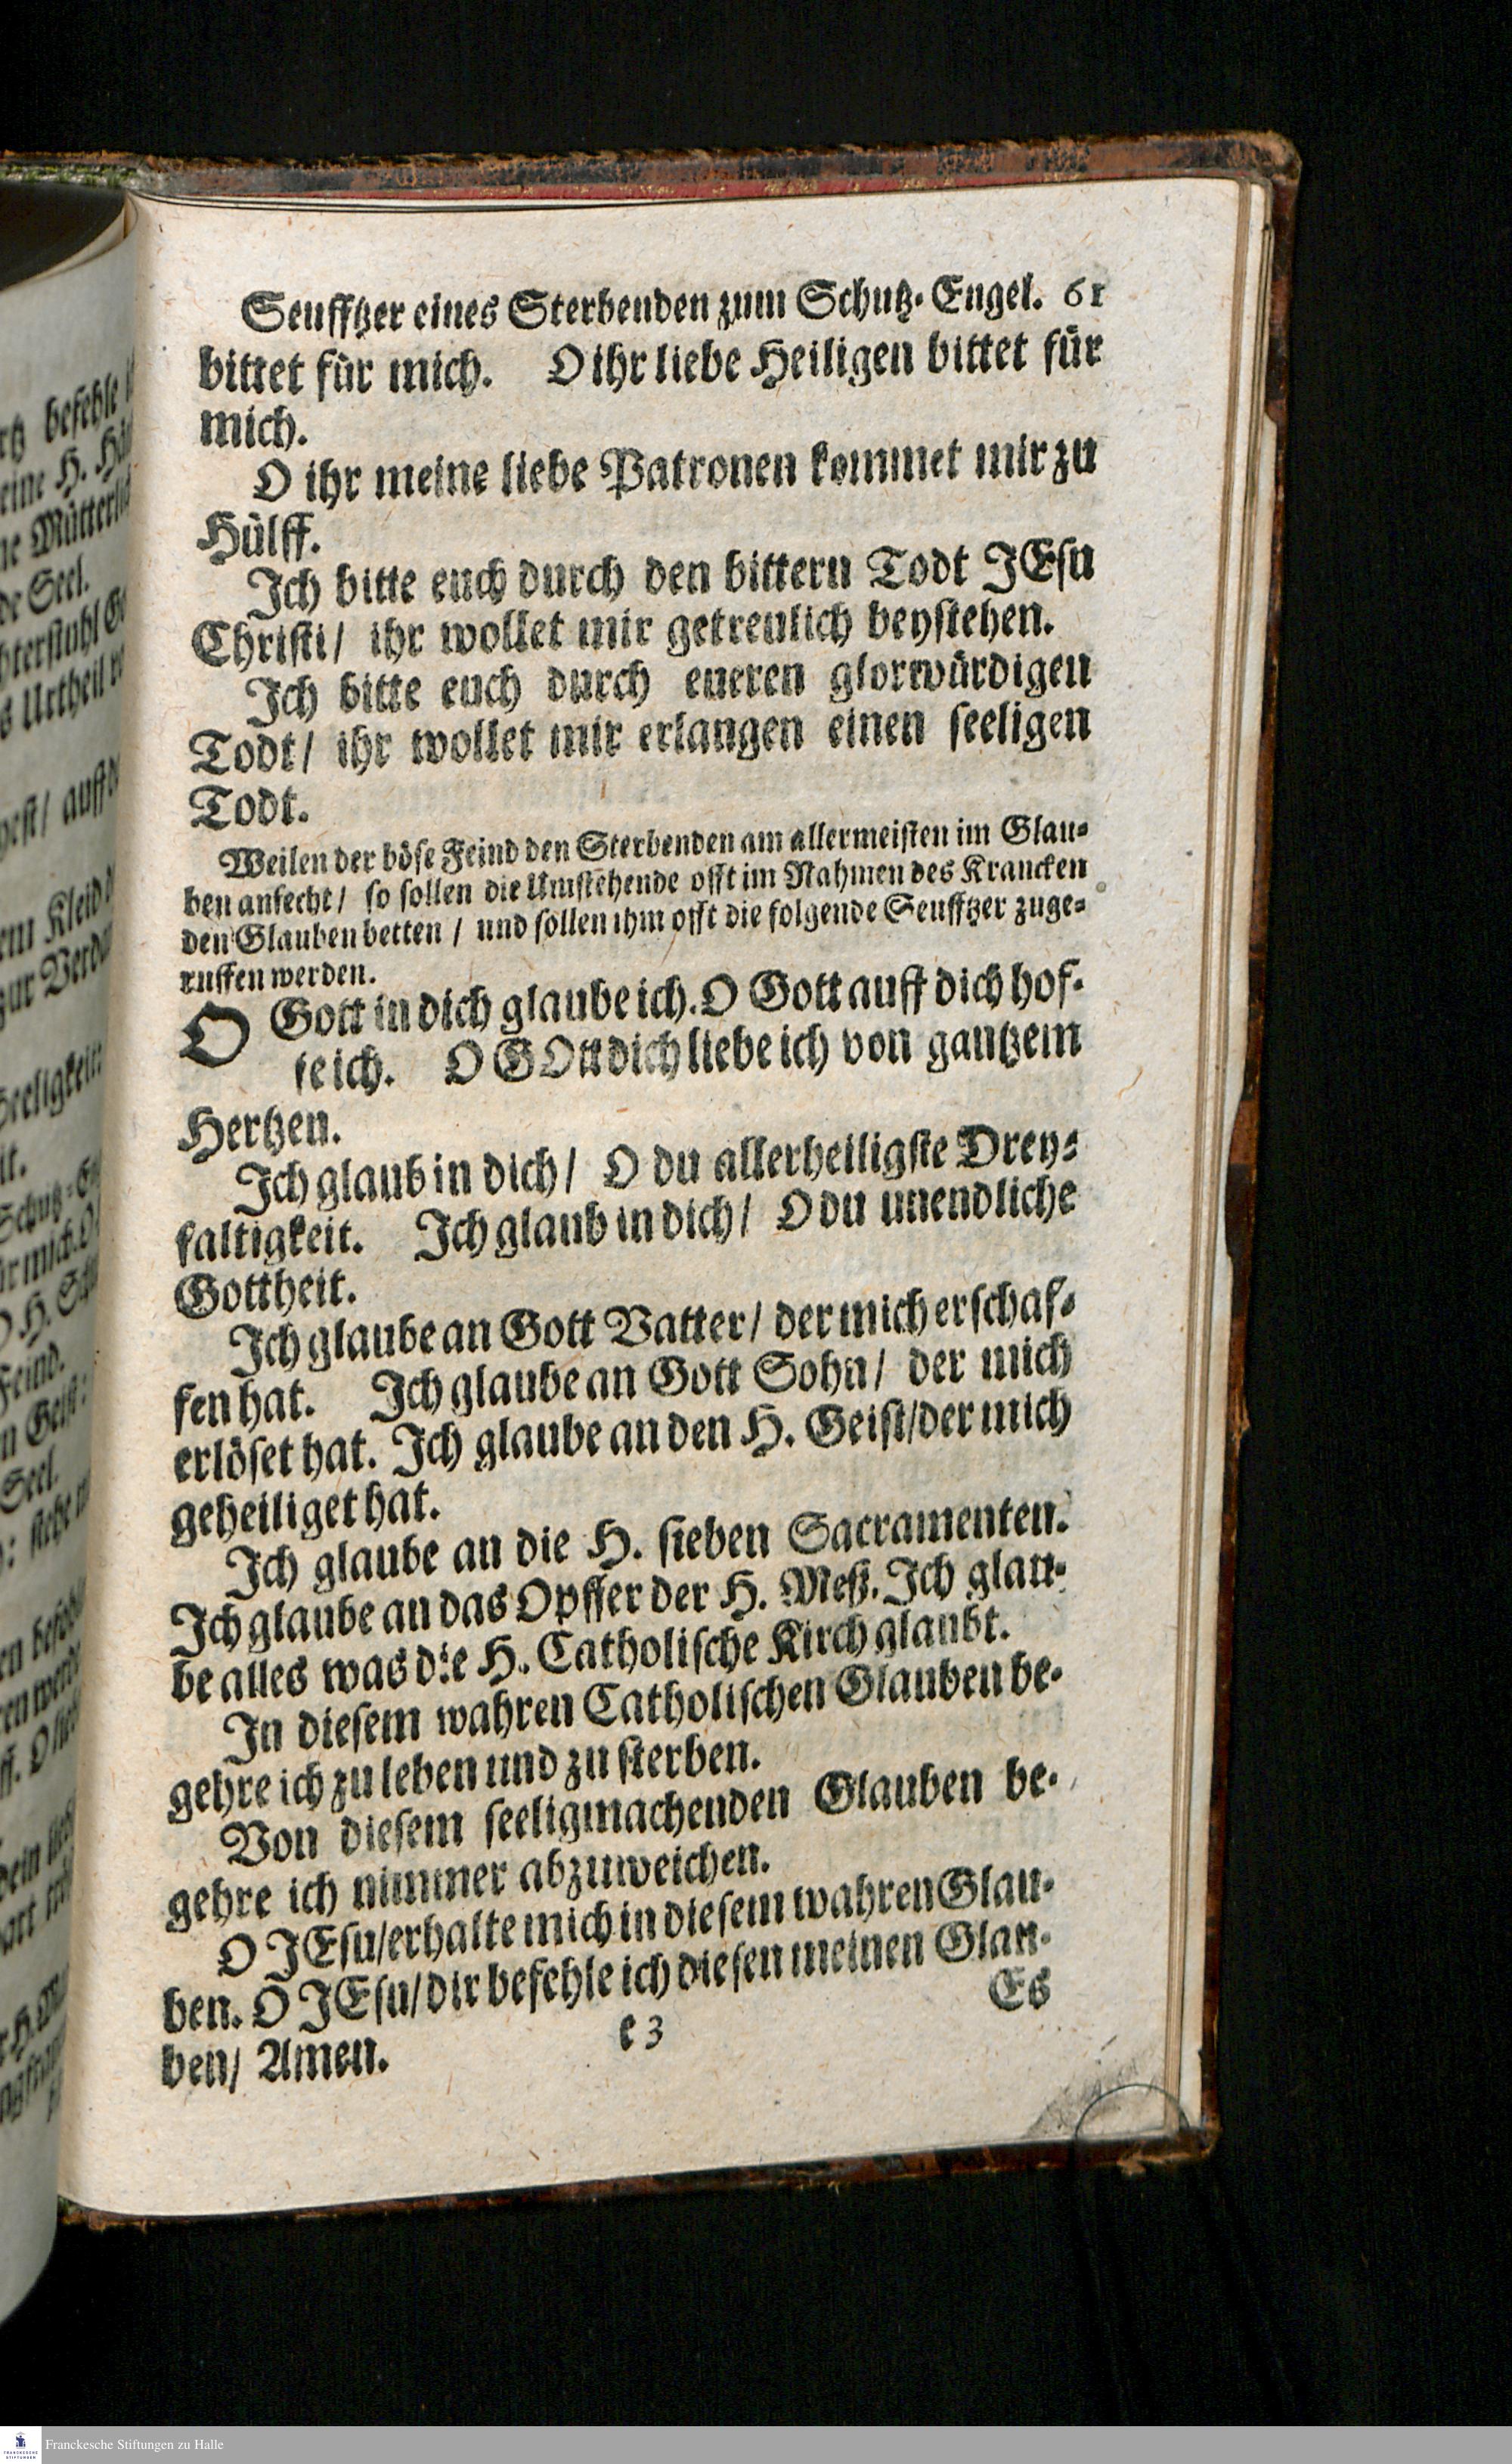 Seufftzer eines Sterbenden zum Schutz-Engel. 61
bittet für mich. O ihr liebe Heiligen bittet für
mich.
O ihr meine liebe Patronen kommet mir zu
Hülff.
Ich bitte euch durch den bittern Todt JEsu
Christi/ ihr wollet mir getreulich beystehen.
Ich bitte euch durch eueren glorwürdigen
Todt/ ihr wollet mir erlangen einen seeligen
Todt.
Weilen der böse Feind den Sterbenden am allermeisten im Glau-
ben anfecht/ so sollen die Umstehende offt im Nahmen des Krancken
den Glauben betten / und sollen ihm offt die folgende Seufftzer zuge-
ruffen werden.
O Gott in dich glaube ich. O Gott auff dich hof-
fe ich. O GOtt dich liebe ich von gantzem
Hertzen.
Ich glaub in dich/ O du allerheiligste Drey-
faltigkeit. Ich glaub in dich/ O du unendliche
Gottheit.
Ich glaube an Gott Vatter/ der mich erschaf-
fen hat. Ich glaube an Gott Sohn/ der mich
erlöset hat. Ich glaube an den H. Geist/der mich
geheiliget hat.
Ich glaube an die H. sieben Sacramenten.
Ich glaube an das Opffer der H. Meß. Ich glau-
be alles was die H. Catholische Kirch glaubt.
In diesem wahren Catholischen Glauben be-
gehre ich zu leben und zu sterben.
Von diesem seeligmachenden Glauben be-
gehre ich nimmer abzuweichen.
O JEsu/erhalte mich in diesem wahren Glau-
ben. O JEsu/dir befehle ich diesen meinen Glau-
ben/ Amen.
e 3
Es
Franckesche Stiftungen zu Halle